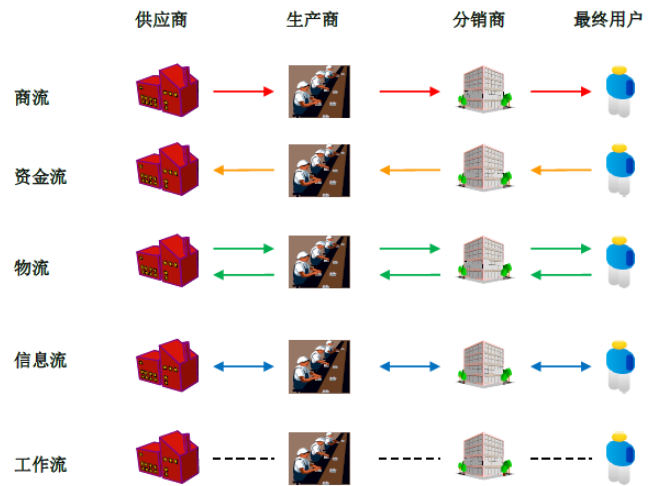 供应商 生产商 分销商 最终用户
商流
资金流
物流
信息流
工作流